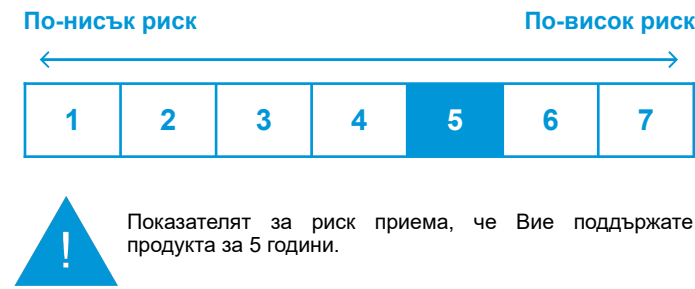 По-нисък риск По-висок риск
1 2 3 4 5 6 7
! Показателят за риск приема, че Вие поддържате
продукта за 5 години.